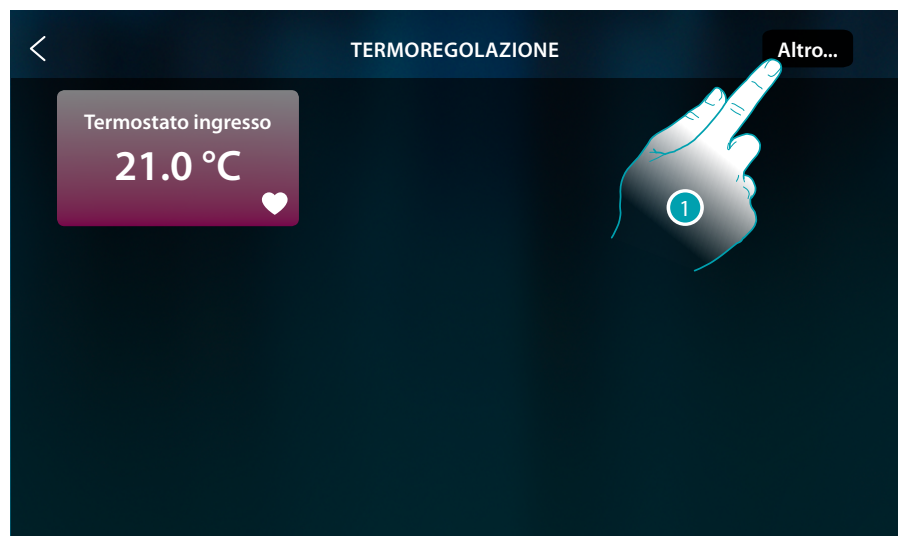 TERMOREGOLAZIONE
Altro...
Termostato ingresso
21.0 °C
1